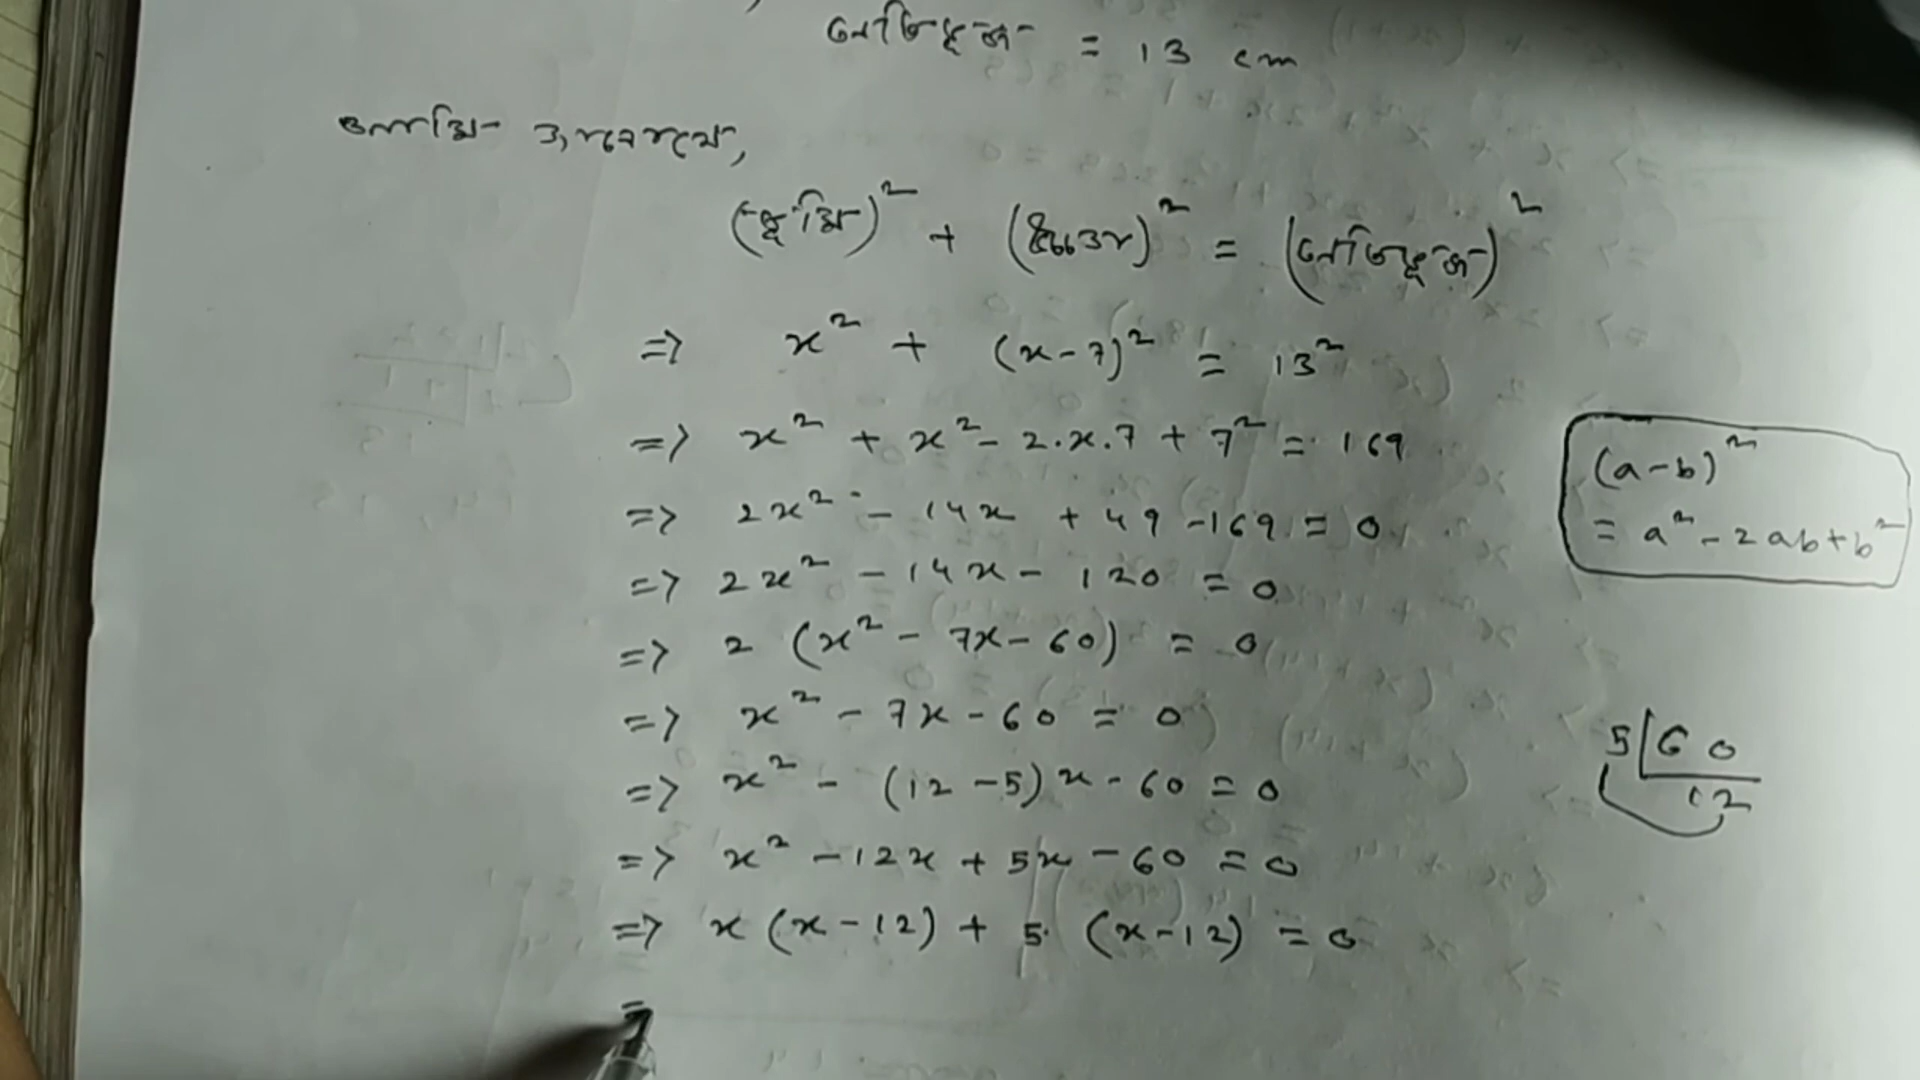 = 13 cm
(ভূমি)² + (উচ্চতা)² = (অতিভূজ)²
=> x² + (x-7)² = 13²
=> x² + x² - 2.x.7 + 7² = 169
=> 2x² - 14x + 49 - 169 = 0
=> 2x² - 14x - 120 = 0
=> 2 (x² - 7x - 60) = 0
=> x² - 7x - 60 = 0
=> x² - (12 - 5)x - 60 = 0
=> x² - 12x + 5x - 60 = 0
=> x (x - 12) + 5 (x - 12) = 0
=
(a-b)²
= a² - 2ab + b²
5 | 60
12